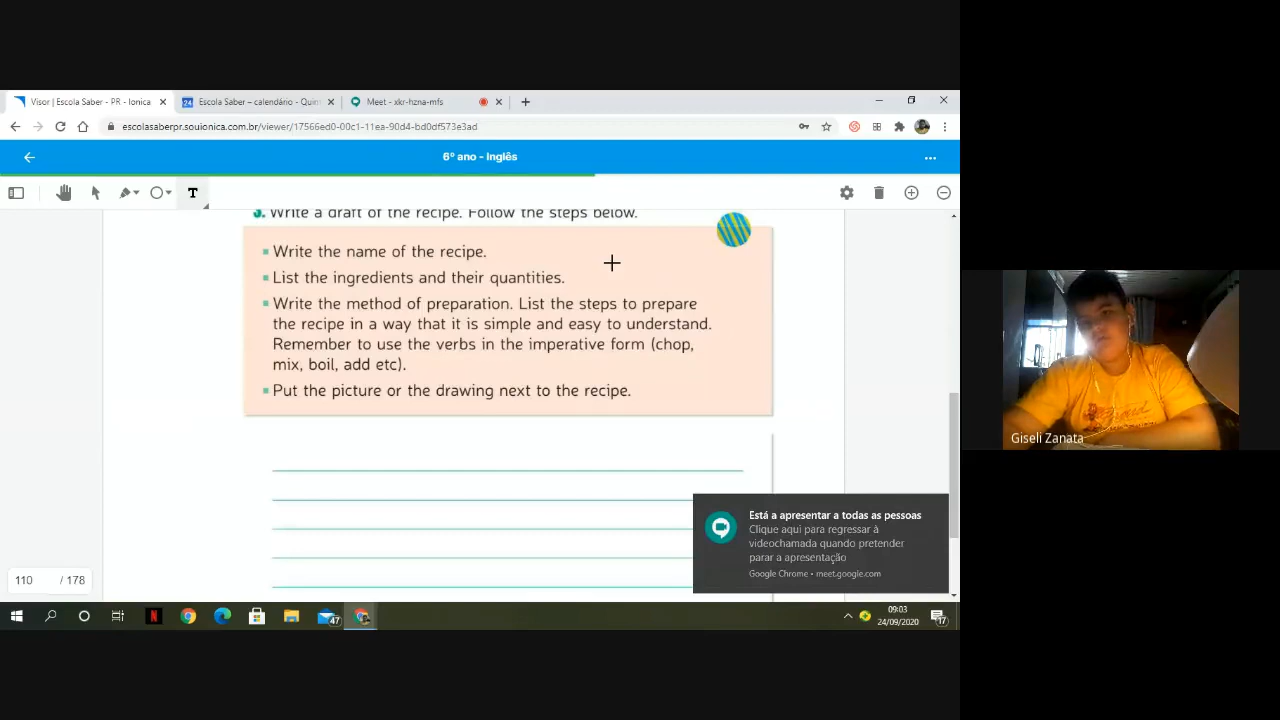 Visor | Escola Saber - PR - Ionica
Escola Saber – calendário - Quin
Meet - xkr-hzna-mfs
escolasaberpr.souionica.com.br/viewer/17566ed0-00c1-11ea-90d4-bd0df573e3ad
6º ano - Inglês
T
3. Write a draft of the recipe. Follow the steps below.
Write the name of the recipe.
List the ingredients and their quantities.
Write the method of preparation. List the steps to prepare
the recipe in a way that it is simple and easy to understand.
Remember to use the verbs in the imperative form (chop,
mix, boil, add etc).
Put the picture or the drawing next to the recipe.
Está a apresentar a todas as pessoas
Clique aqui para regressar à
videochamada quando pretender
parar a apresentação
Google Chrome • meet.google.com
110 / 178
47
09:03
24/09/2020
17
Giseli Zanata